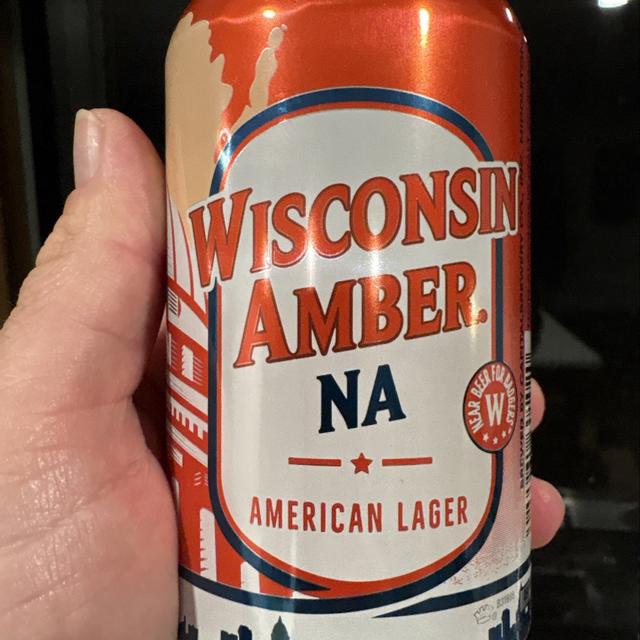 WISCONSIN
AMBER.
NA
AMERICAN LAGER
NEAR BEER FOR BADGERS
W